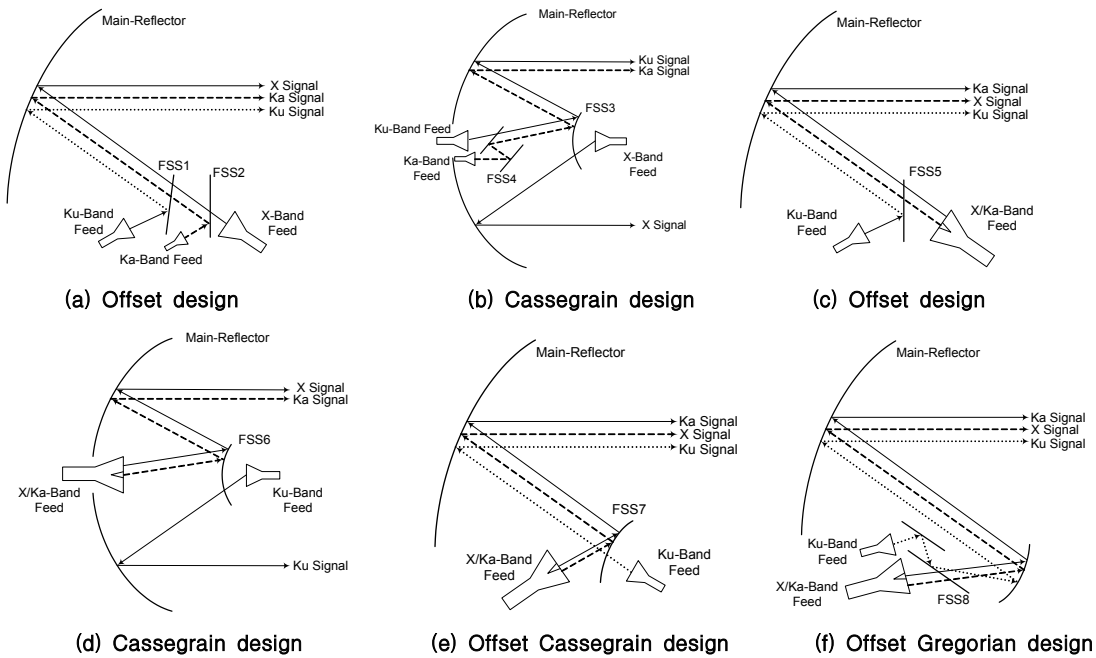 Main-Reflector
X Signal
Ka Signal
Ku Signal
FSS1
FSS2
Ku-Band
Feed
Ka-Band Feed
X-Band
Feed
(a) Offset design
Main-Reflector
Ku Signal
Ka Signal
FSS3
Ku-Band Feed
Ka-Band
Feed
FSS4
X-Band
Feed
X Signal
(b) Cassegrain design
Main-Reflector
Ka Signal
X Signal
Ku Signal
FSS5
Ku-Band
Feed
X/Ka-Band
Feed
(c) Offset design
Main-Reflector
X Signal
Ka Signal
FSS6
X/Ka-Band
Feed
Ku-Band
Feed
Ku Signal
(d) Cassegrain design
Main-Reflector
Ka Signal
X Signal
Ku Signal
FSS7
X/Ka-Band
Feed
Ku-Band
Feed
(e) Offset Cassegrain design
Main-Reflector
Ka Signal
X Signal
Ku Signal
Ku-Band
Feed
X/Ka-Band
Feed
FSS8
(f) Offset Gregorian design